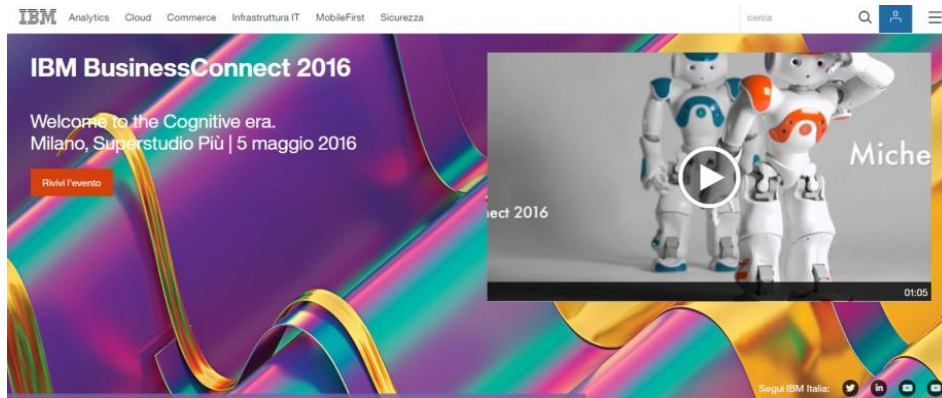 IBM Analytics Cloud Commerce Infrastruttura IT MobileFirst Sicurezza cerca
IBM BusinessConnect 2016
Welcome to the Cognitive era.
Milano, Superstudio Più | 5 maggio 2016
Rivivi l'evento
Miche
nect 2016
01:05
Segui IBM Italia: